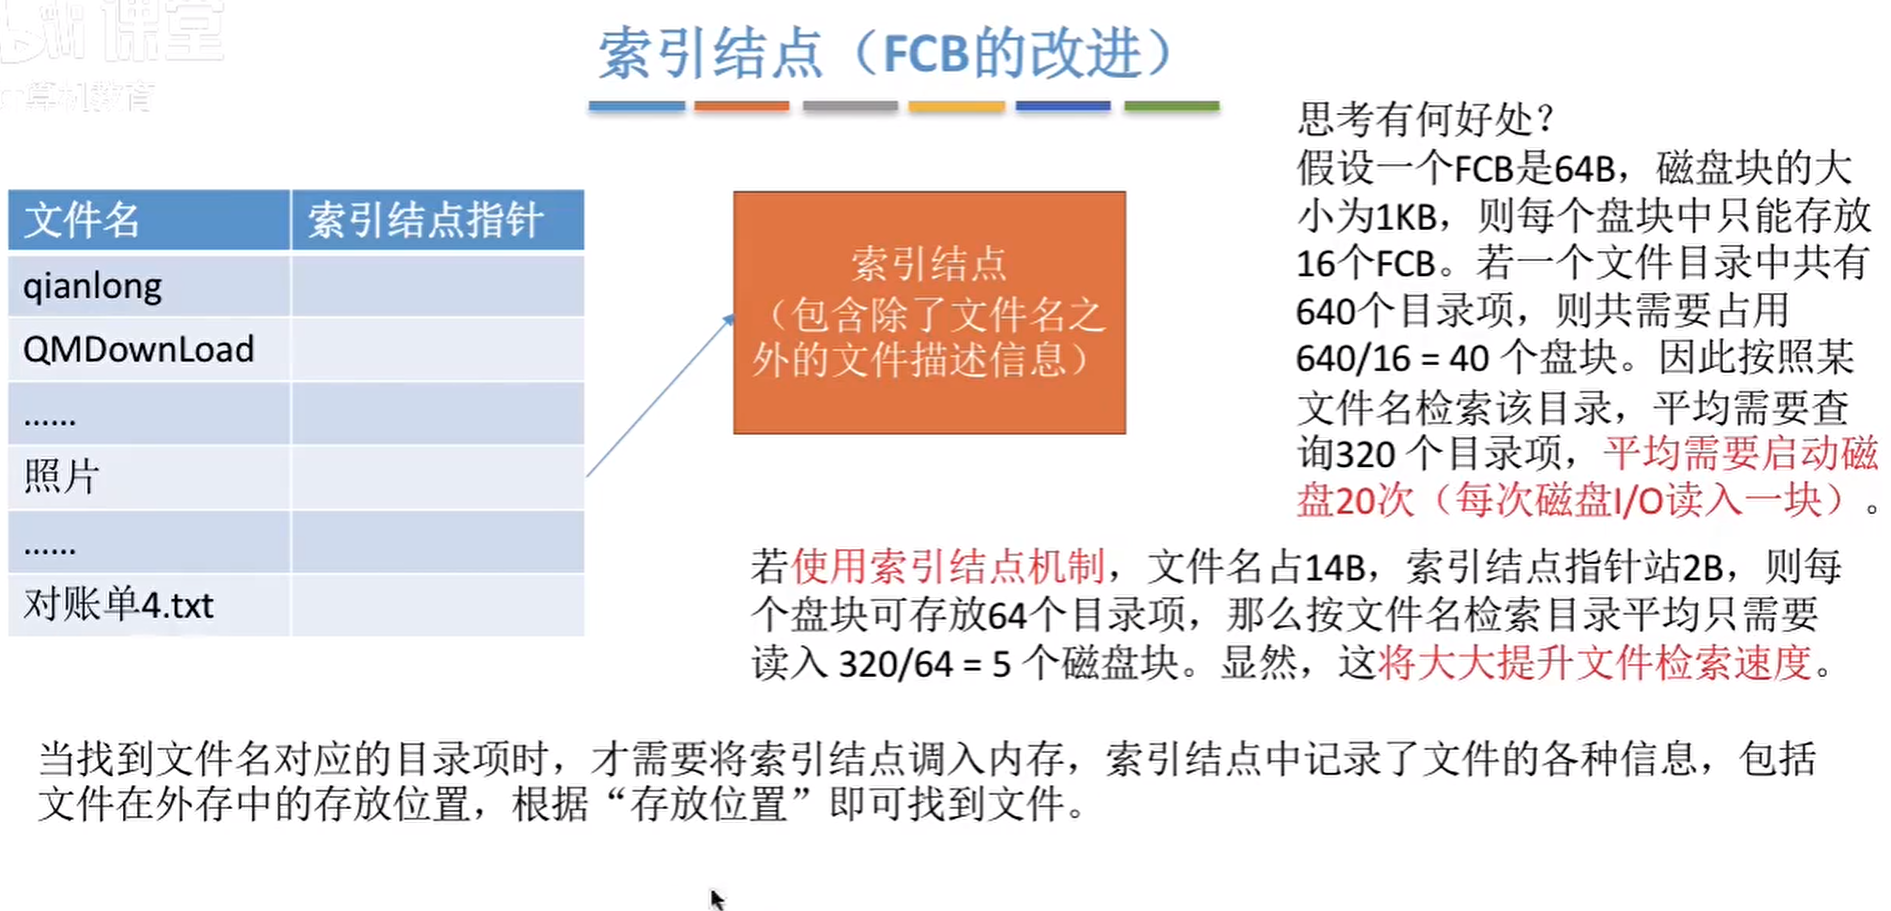 课堂
计算机教育
索引结点（FCB的改进）
思考有何好处？
假设一个FCB是64B，磁盘块的大
小为1KB，则每个盘块中只能存放
16个FCB。若一个文件目录中共有
640个目录项，则共需要占用
640/16 = 40 个盘块。因此按照某
文件名检索该目录，平均需要查
询320 个目录项，平均需要启动磁
盘20次（每次磁盘I/O读入一块）。
文件名 索引结点指针
qianlong
QMDownLoad
......
照片
......
对账单4.txt
索引结点
（包含除了文件名之
外的文件描述信息）
若使用索引结点机制，文件名占14B，索引结点指针站2B，则每
个盘块可存放64个目录项，那么按文件名检索目录平均只需要
读入 320/64 = 5 个磁盘块。显然，这将大大提升文件检索速度。
当找到文件名对应的目录项时，才需要将索引结点调入内存，索引结点中记录了文件的各种信息，包括
文件在外存中的存放位置，根据“存放位置”即可找到文件。